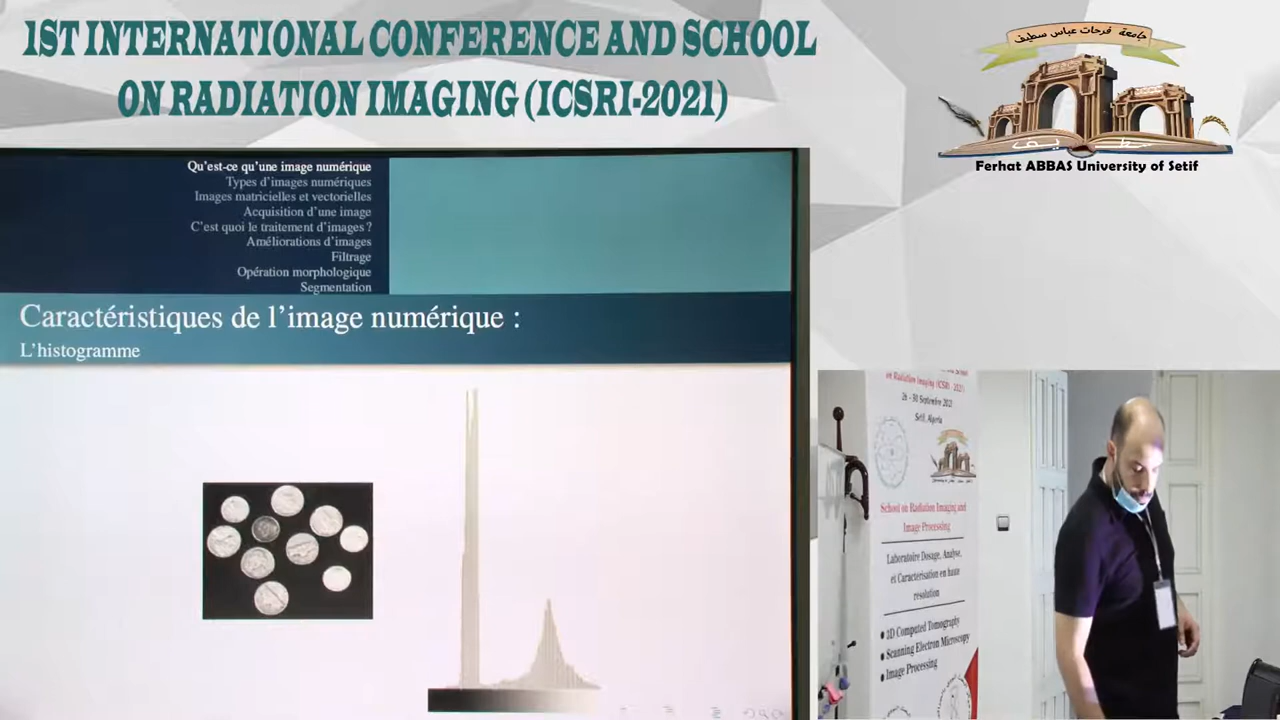 1ST INTERNATIONAL CONFERENCE AND SCHOOL
ON RADIATION IMAGING (ICSRI-2021)
جامعة فرحات عباس سطيف
Ferhat ABBAS University of Setif
Qu'est-ce qu'une image numérique
Types d'images numériques
Images matricielles et vectorielles
Acquisition d'une image
C'est quoi le traitement d'images ?
Améliorations d'images
Filtrage
Opération morphologique
Segmentation
Caractéristiques de l'image numérique :
L'histogramme
on Radiation Imaging (ICSRI - 2021)
26 - 30 Septembre 2021
Setif, Algeria
School on Radiation Imaging and
Image Processing
Laboratoire Dosage, Analyse,
et Caracterisation en haute
resolution
• 3D Computed Tomography
• Scanning Electron Microscopy
• Image Processing